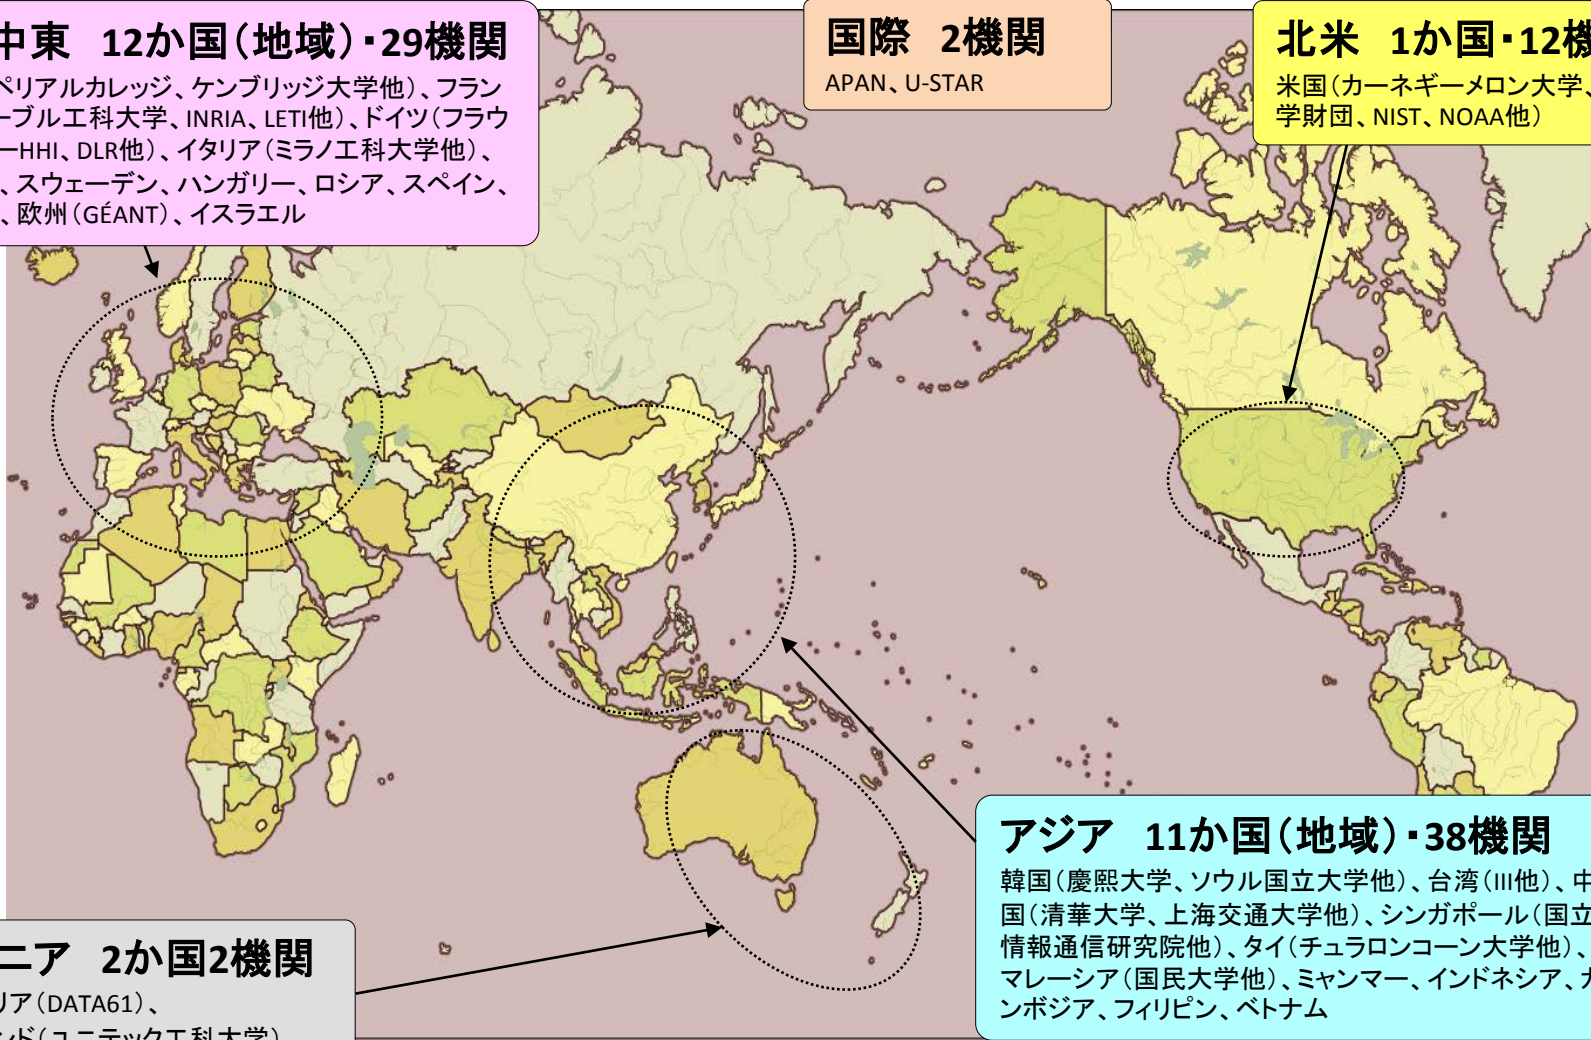 中東　12か国（地域）・29機関
ペリアルカレッジ、ケンブリッジ大学他）、フラン
ーブル工科大学、INRIA、LETI他）、ドイツ（フラウ
ーHHI、DLR他）、イタリア（ミラノ工科大学他）、
、スウェーデン、ハンガリー、ロシア、スペイン、
、欧州（GÉANT）、イスラエル
国際　2機関
APAN、U-STAR
北米　1か国・12機
米国（カーネギーメロン大学、
学財団、NIST、NOAA他）
アジア　11か国（地域）・38機関
韓国（慶熙大学、ソウル国立大学他）、台湾（III他）、中
国（清華大学、上海交通大学他）、シンガポール（国立
情報通信研究院他）、タイ（チュラロンコーン大学他）、
マレーシア（国民大学他）、ミャンマー、インドネシア、カ
ンボジア、フィリピン、ベトナム
ニア　2か国2機関
リア（DATA61）、
ンド（ユニテック工科大学）